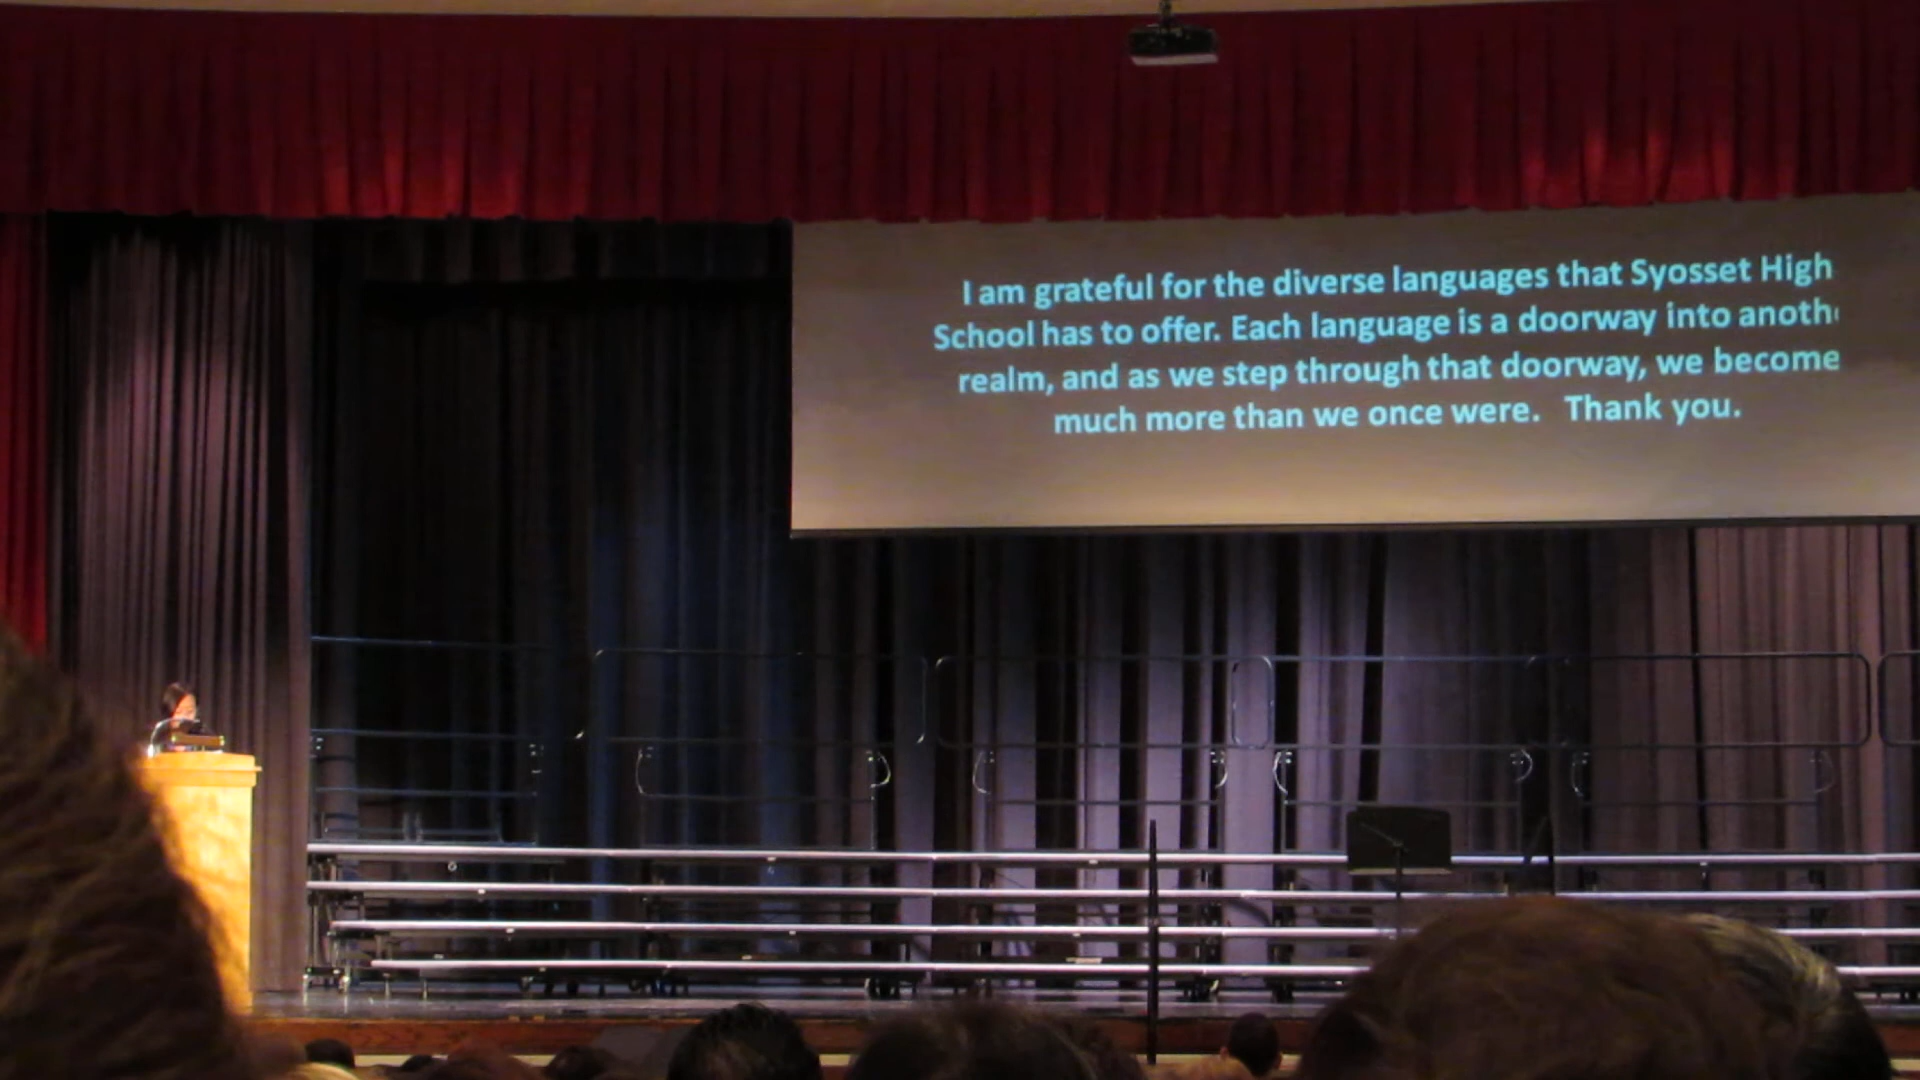 I am grateful for the diverse languages that Syosset High
School has to offer. Each language is a doorway into anoth
realm, and as we step through that doorway, we become
much more than we once were. Thank you.